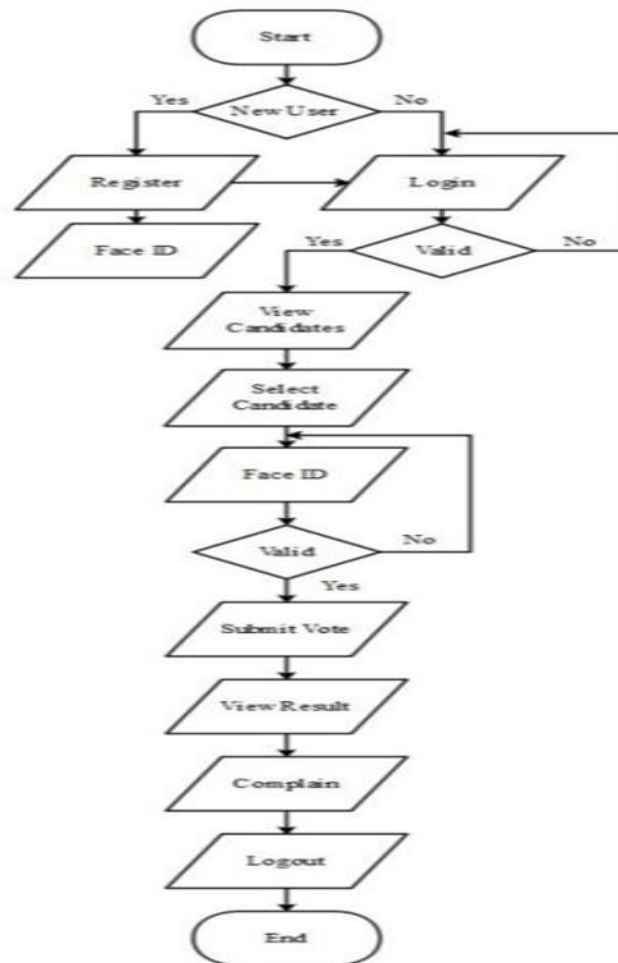 Start
Yes
New User
No
Register
Login
Face ID
Yes
Valid
No
View
Candidates
Select
Candidate
Face ID
Valid
No
Yes
Submit Vote
View Result
Complain
Logout
End